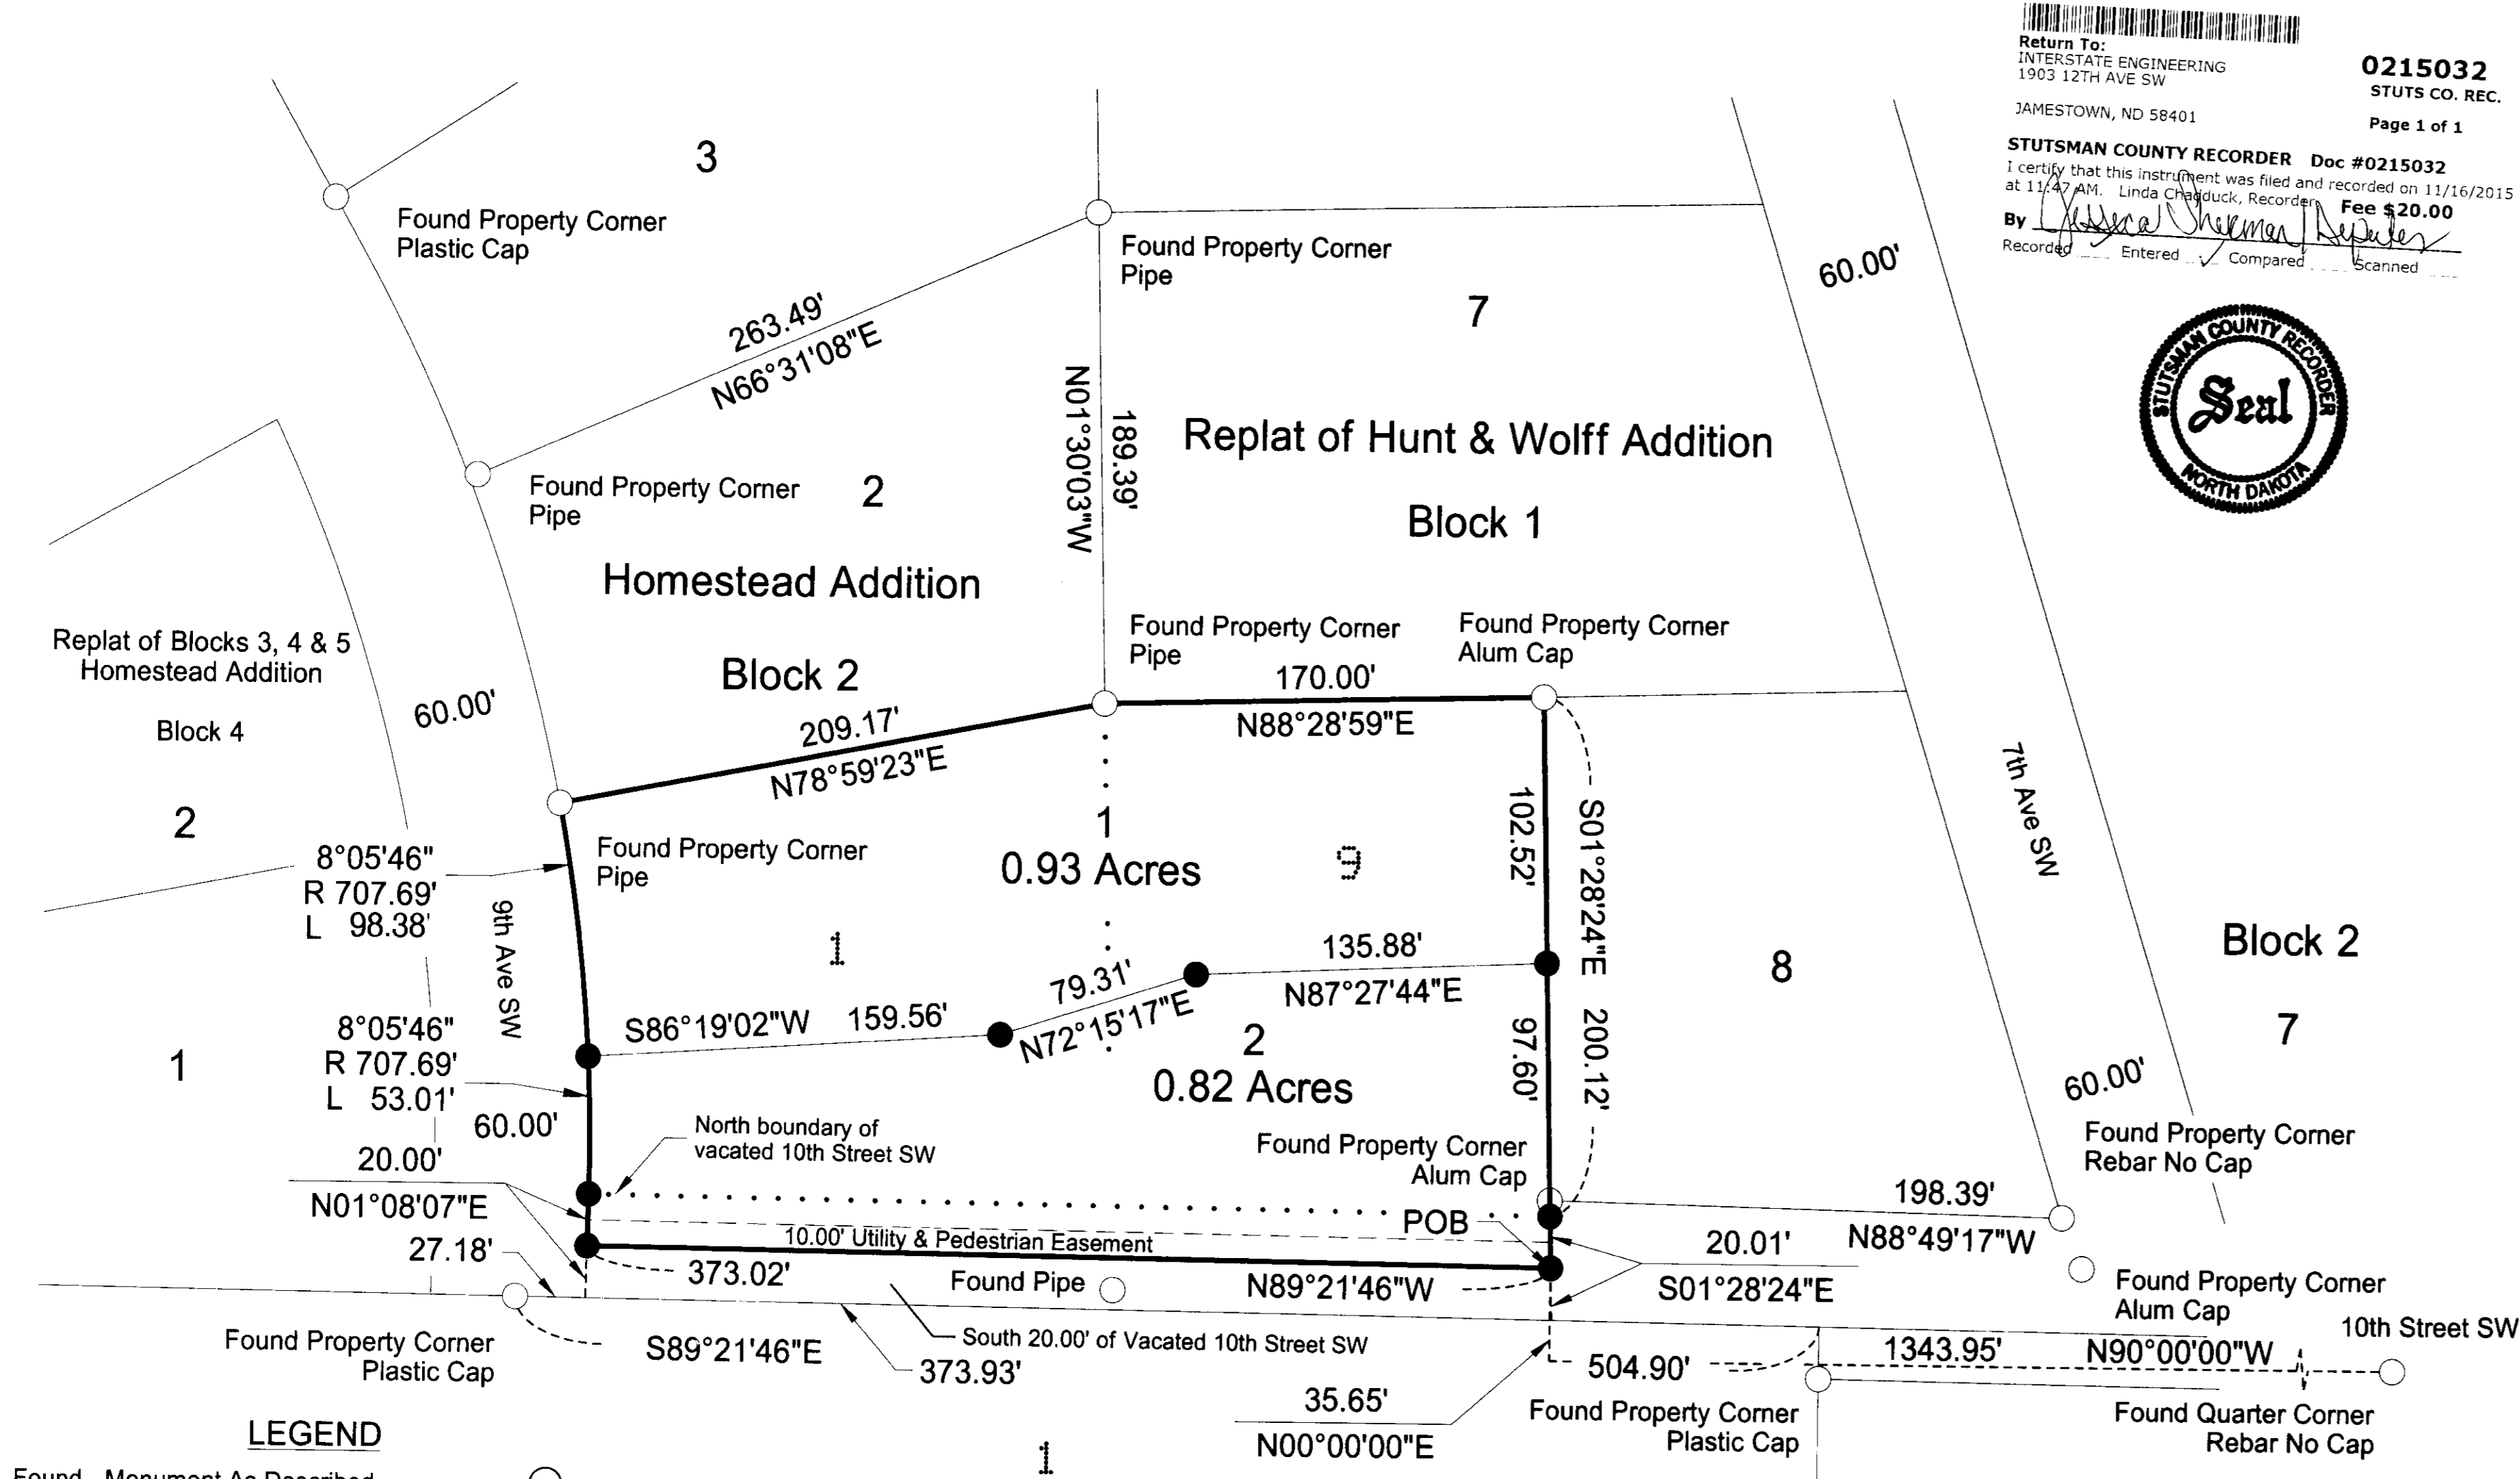 Return To:
INTERSTATE ENGINEERING
1903 12TH AVE SW
JAMESTOWN, ND 58401
0215032
STUTS CO. REC.
Page 1 of 1
STUTSMAN COUNTY RECORDER Doc #0215032
I certify that this instrument was filed and recorded on 11/16/2015
at 11:47 AM. Linda Chadduck, Recorder Fee $20.00
By Jessica Sherman / Deputy
Recorded Entered Compared Scanned
STUTSMAN COUNTY RECORDER
Seal
NORTH DAKOTA
3
Found Property Corner
Plastic Cap
Found Property Corner
Pipe
60.00'
7
263.49'
N66°31'08"E
N01°30'03"W
189.39'
Replat of Hunt & Wolff Addition
Block 1
Found Property Corner
Pipe
2
Homestead Addition
Block 2
Replat of Blocks 3, 4 & 5
Homestead Addition
Block 4
2
60.00'
Found Property Corner
Pipe
Found Property Corner
Alum Cap
170.00'
N88°28'59"E
209.17'
N78°59'23"E
7th Ave SW
1
0.93 Acres
9
102.52'
S01°28'24"E 200.12'
8°05'46"
R 707.69'
L 98.38'
Found Property Corner
Pipe
9th Ave SW
1
135.88'
N87°27'44"E
79.31'
N72°15'17"E
S86°19'02"W 159.56'
8
Block 2
7
1
8°05'46"
R 707.69'
L 53.01'
60.00'
2
0.82 Acres
97.60'
60.00'
North boundary of
vacated 10th Street SW
Found Property Corner
Alum Cap
Found Property Corner
Rebar No Cap
20.00'
N01°08'07"E
198.39'
N88°49'17"W
POB
10.00' Utility & Pedestrian Easement
20.01'
S01°28'24"E
27.18'
373.02'
Found Pipe
N89°21'46"W
Found Property Corner
Alum Cap
10th Street SW
Found Property Corner
Plastic Cap
S89°21'46"E
South 20.00' of Vacated 10th Street SW
373.93'
504.90'
1343.95'
N90°00'00"W
35.65'
N00°00'00"E
Found Property Corner
Plastic Cap
Found Quarter Corner
Rebar No Cap
LEGEND
1
Found - Monument As Described